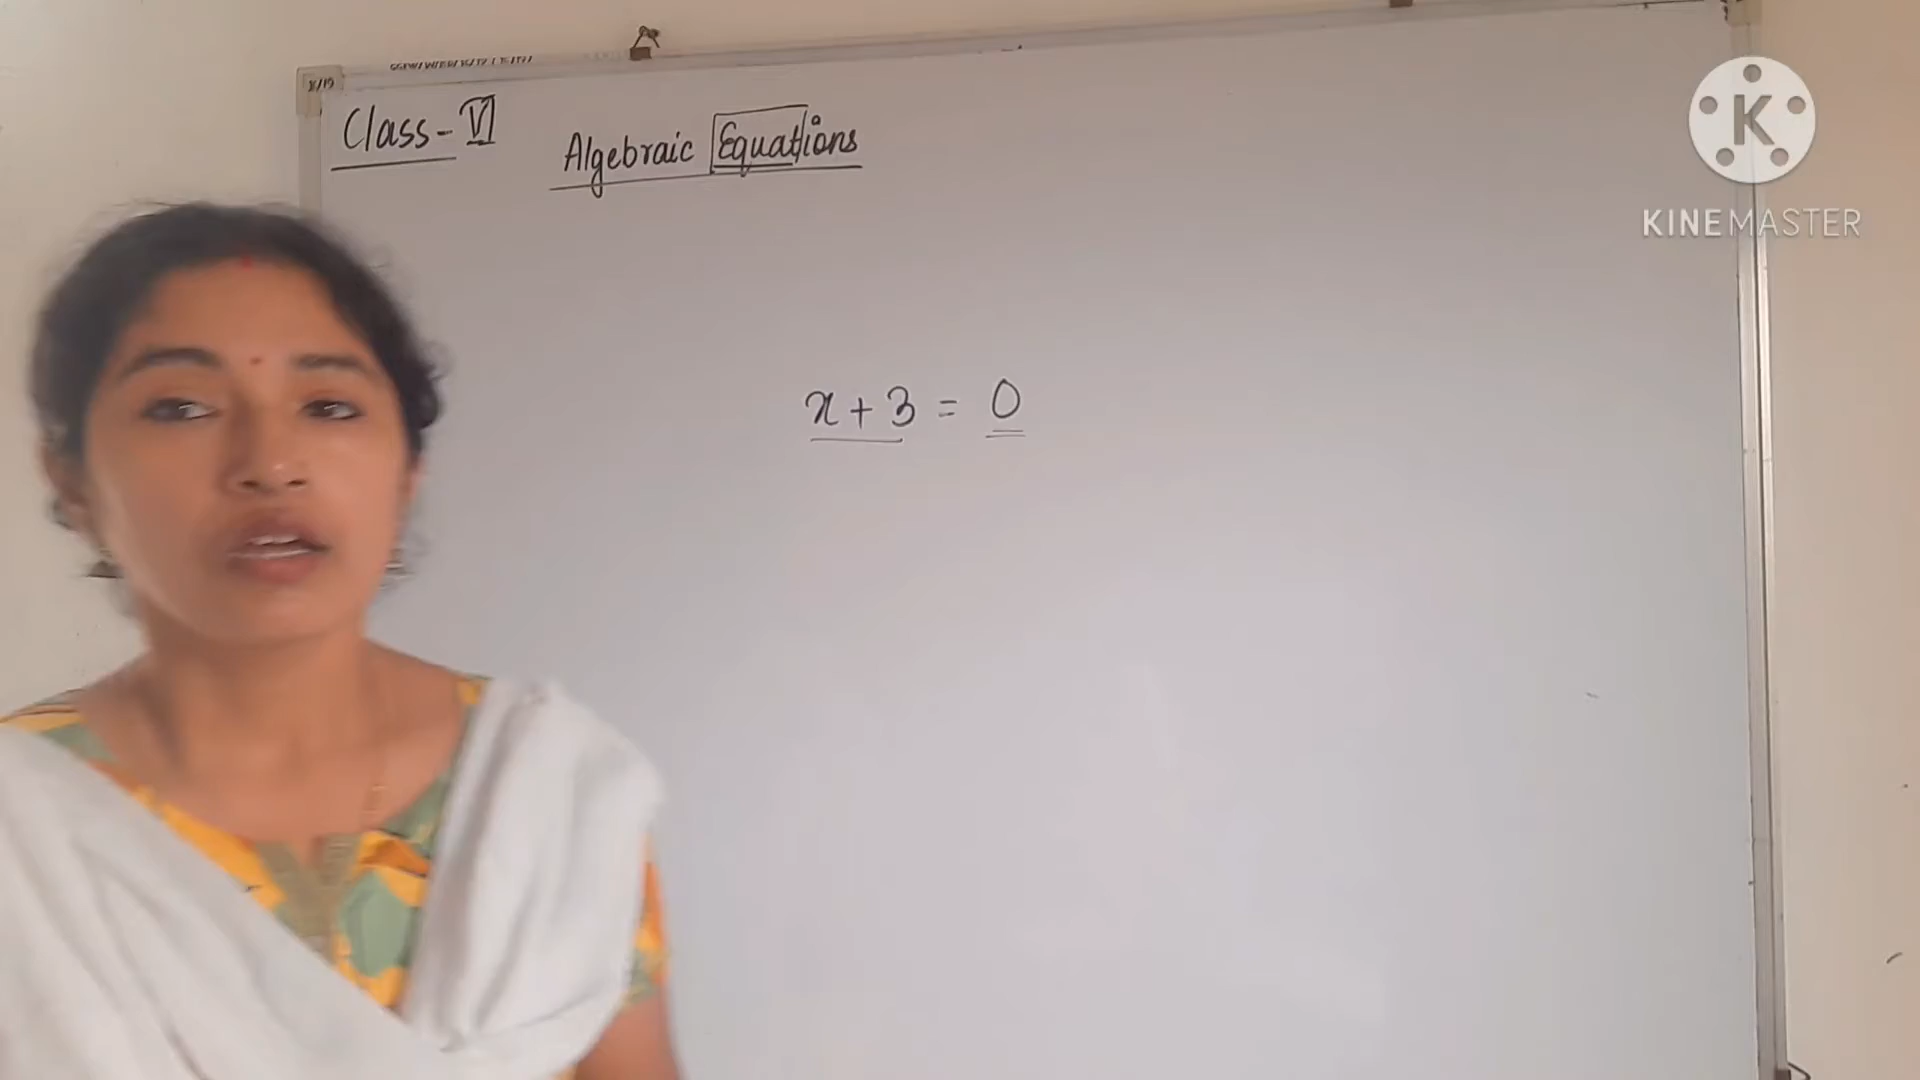 Class-VI
Algebraic Equations
x + 3 = 0
KINEMASTER